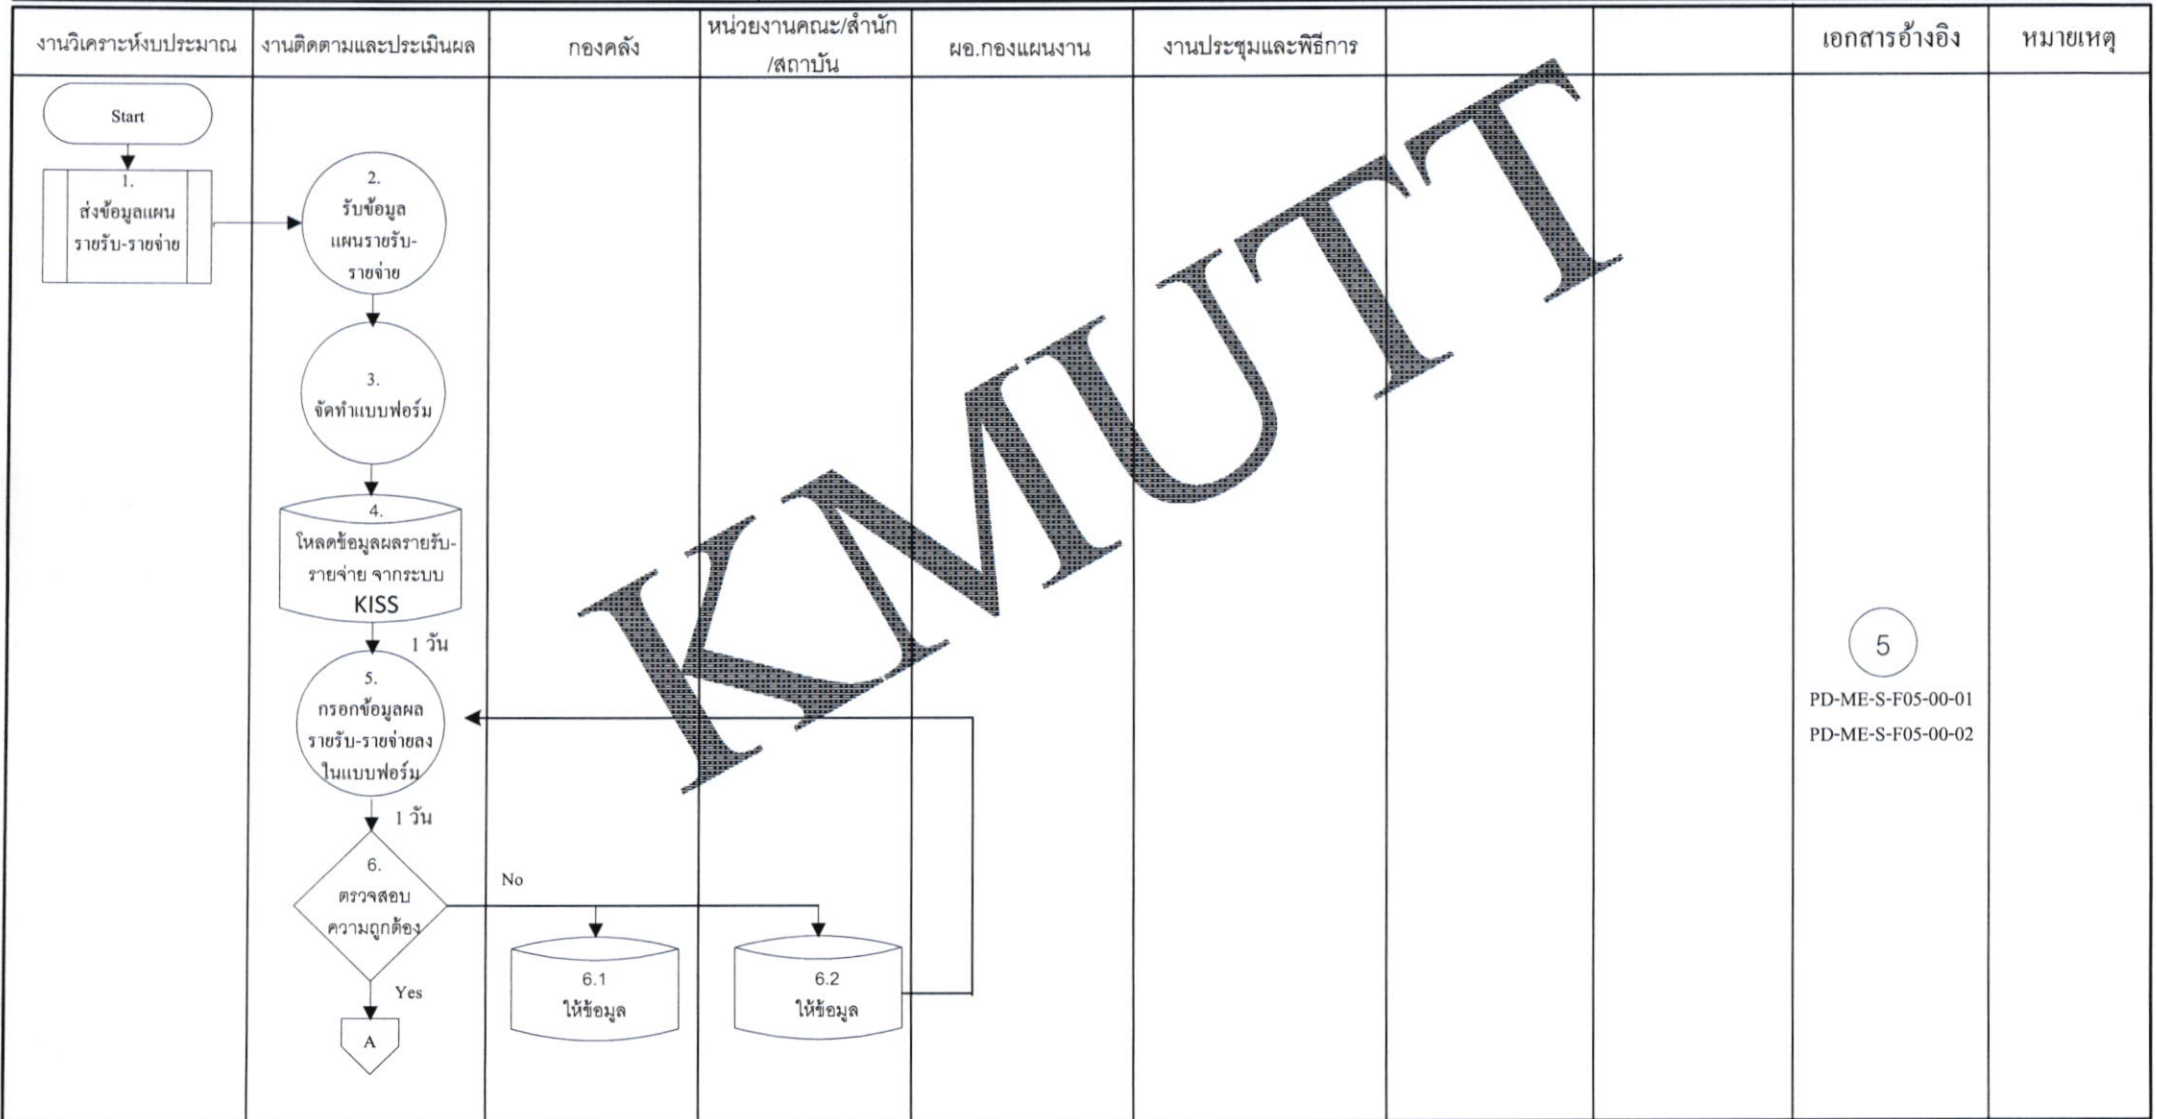 งานวิเคราะห์งบประมาณ
งานติดตามและประเมินผล
กองคลัง
หน่วยงานคณะ/สำนัก
/สถาบัน
ผอ.กองแผนงาน
งานประชุมและพิธีการ
เอกสารอ้างอิง
หมายเหตุ
Start
1.
ส่งข้อมูลแผน
รายรับ-รายจ่าย
2.
รับข้อมูล
แผนรายรับ-
รายจ่าย
3.
จัดทำแบบฟอร์ม
4.
โหลดข้อมูลผลรายรับ-
รายจ่าย จากระบบ
KISS
1 วัน
5.
กรอกข้อมูลผล
รายรับ-รายจ่ายลง
ในแบบฟอร์ม
1 วัน
6.
ตรวจสอบ
ความถูกต้อง
No
Yes
A
6.1
ให้ข้อมูล
6.2
ให้ข้อมูล
5
PD-ME-S-F05-00-01
PD-ME-S-F05-00-02
KMUTT